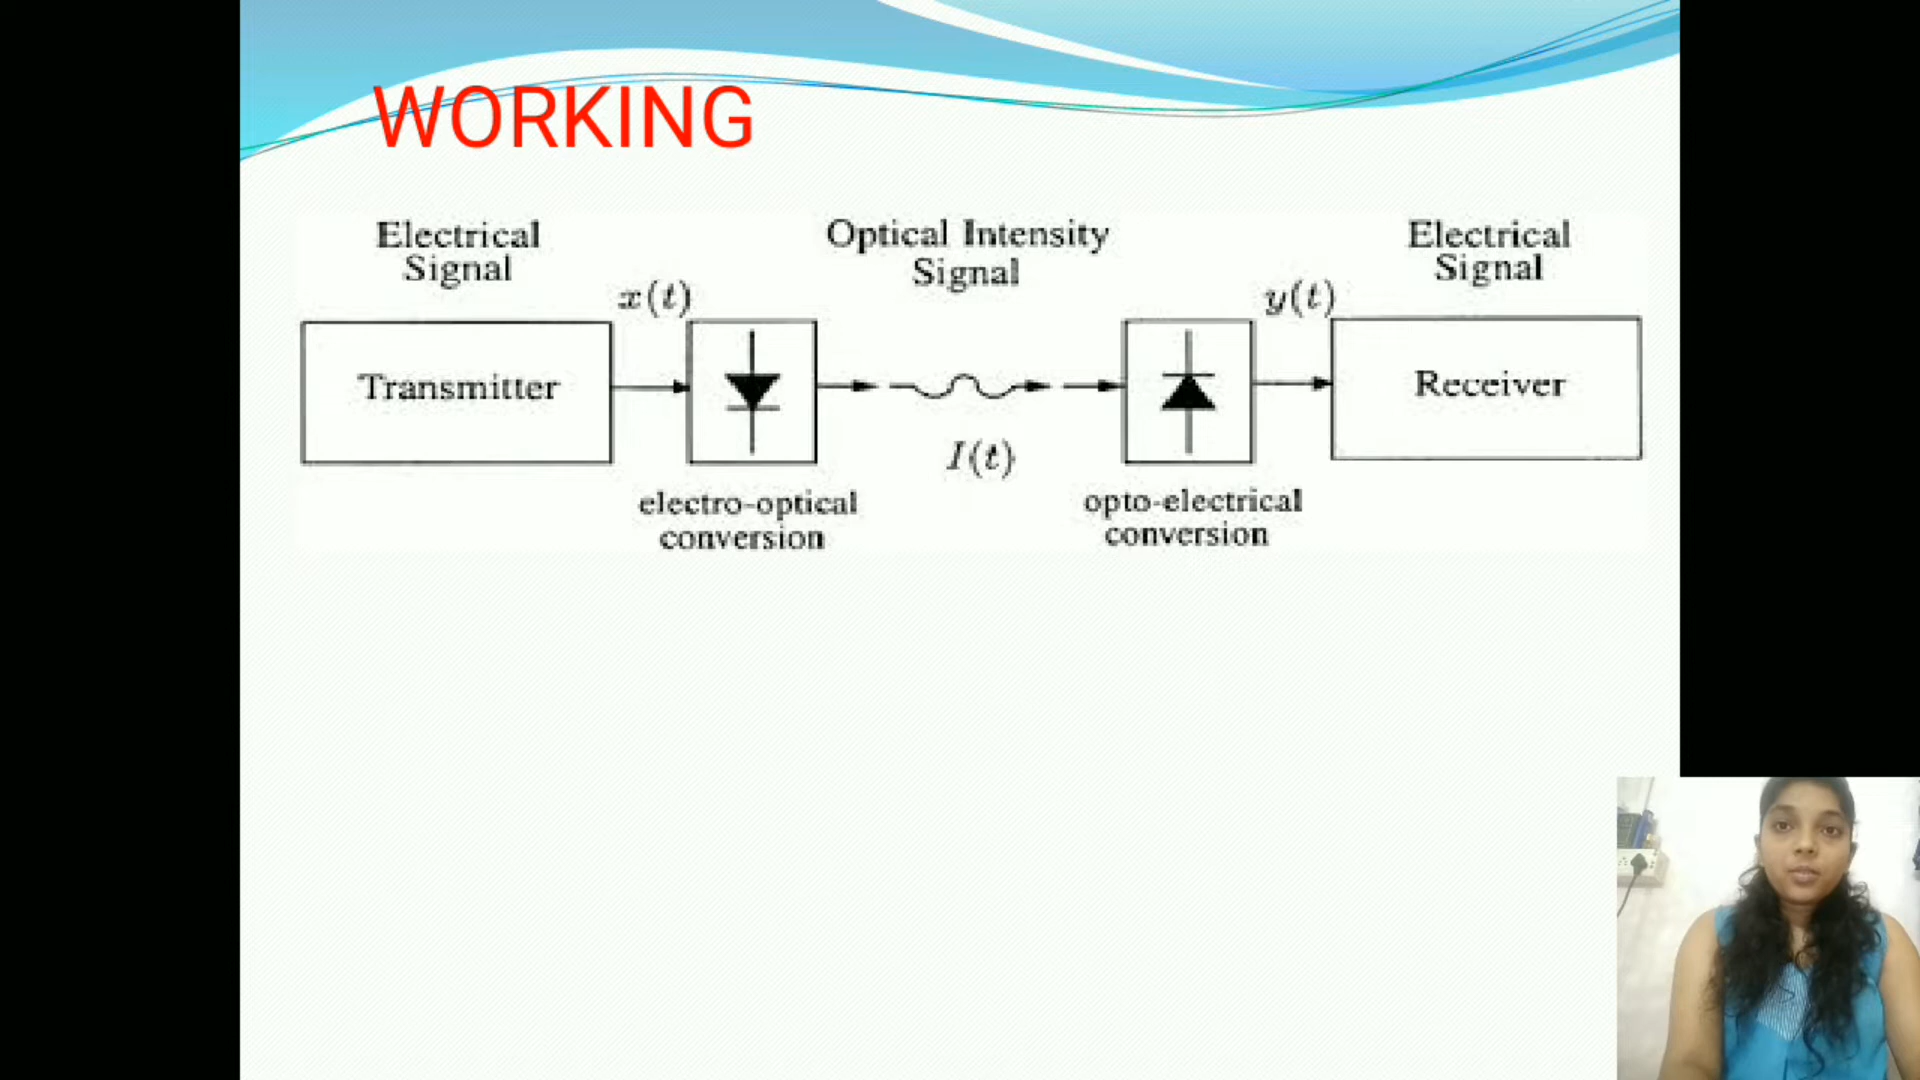 WORKING
Electrical
Signal
Optical Intensity
Signal
Electrical
Signal
x(t)
y(t)
Transmitter
Receiver
I(t)
electro-optical
conversion
opto-electrical
conversion